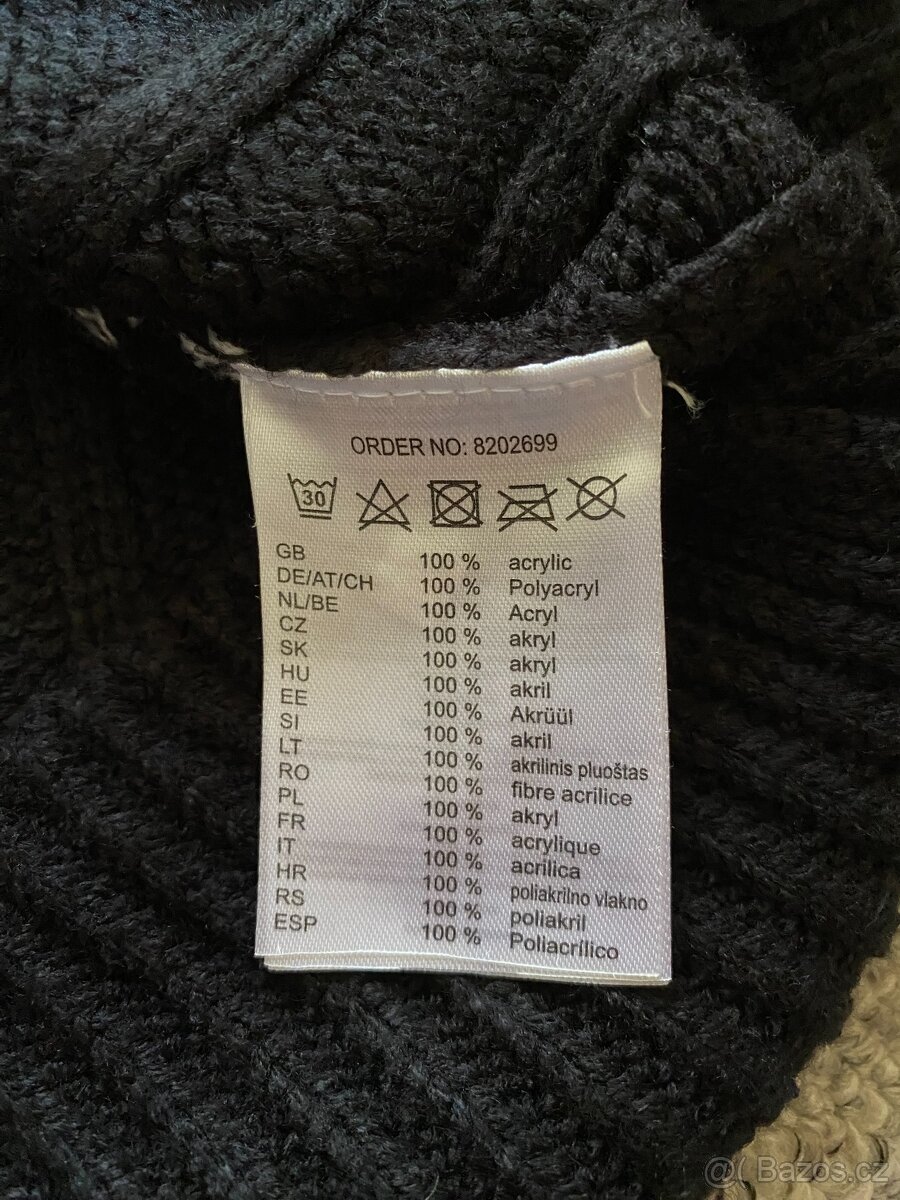 ORDER NO: 8202699
30
GB 100 % acrylic
DE/AT/CH 100 % Polyacryl
NL/BE 100 % Acryl
CZ 100 % akryl
SK 100 % akryl
HU 100 % akril
EE 100 % Akrüül
SI 100 % akril
LT 100 % akrilinis pluoštas
RO 100 % fibre acrilice
PL 100 % akryl
FR 100 % acrylique
IT 100 % acrilica
HR 100 % poliakrilno vlakno
RS 100 % poliakril
ESP 100 % Poliacrílico
@( Bazos.cz